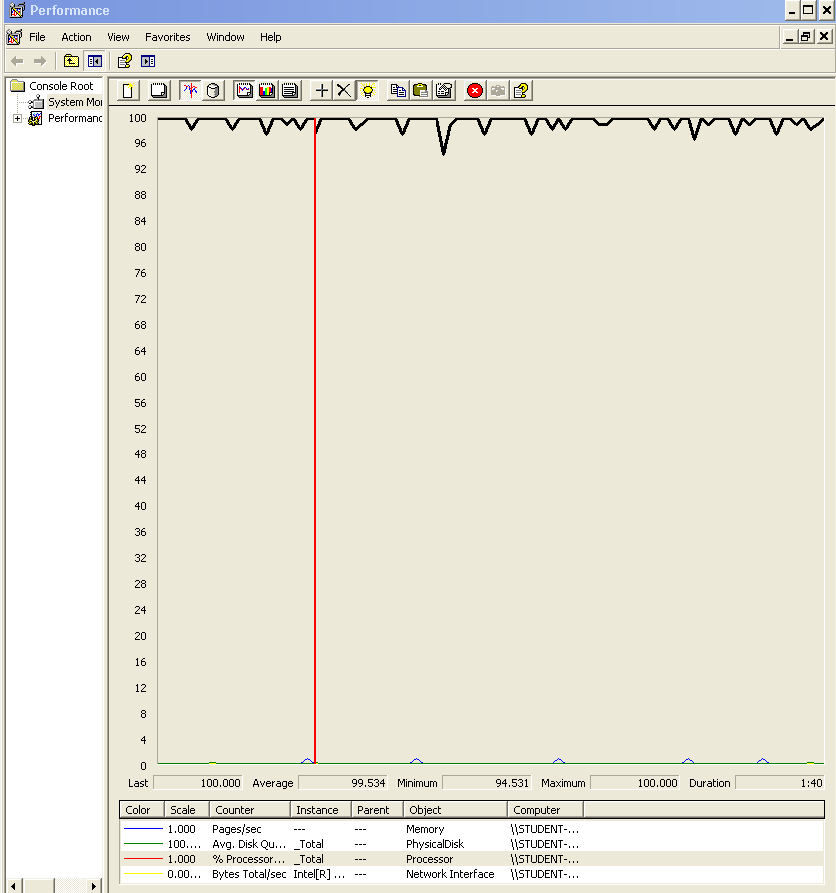 Performance
File Action View Favorites Window Help
Console Root
System Mo
Performanc
100
96
92
88
84
80
76
72
68
64
60
56
52
48
44
40
36
32
28
24
20
16
12
8
4
0
Last 100.000 Average 99.534 Minimum 94.531 Maximum 100.000 Duration 1:40
Color Scale Counter Instance Parent Object Computer
1.000 Pages/sec --- --- Memory \\STUDENT-...
100.... Avg. Disk Qu... _Total --- PhysicalDisk \\STUDENT-...
1.000 % Processor... _Total --- Processor \\STUDENT-...
0.00... Bytes Total/sec Intel[R] ... --- Network Interface \\STUDENT-...